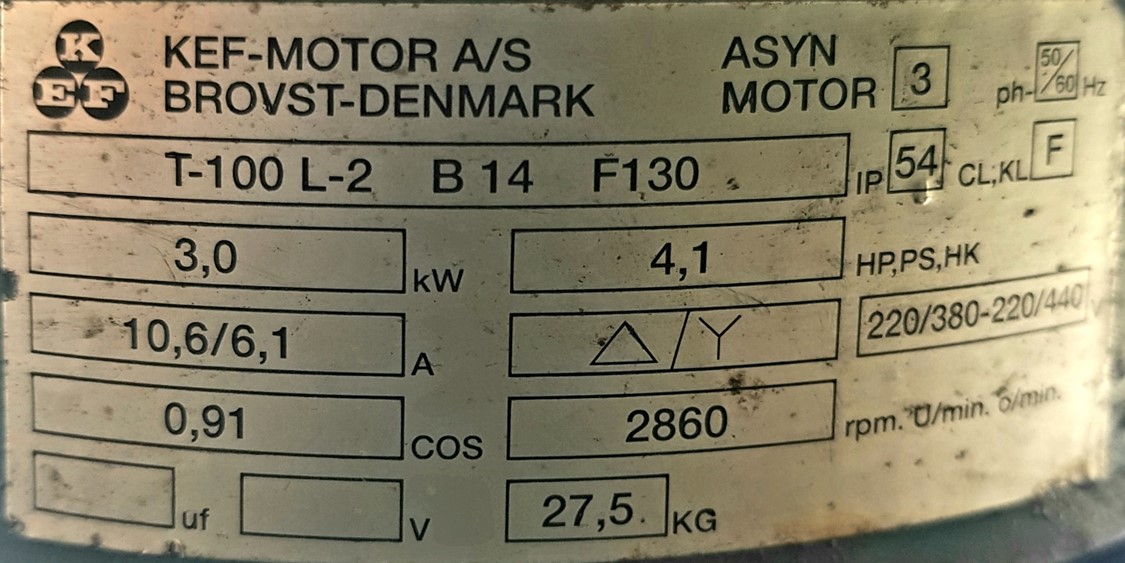 K
EF
KEF-MOTOR A/S
BROVST-DENMARK
ASYN
MOTOR 3 ph- 50/60 Hz
T-100 L-2 B 14 F130 IP 54 CL;KL F
3,0 kW 4,1 HP,PS,HK
10,6/6,1 A △/Y 220/380-220/440 V
0,91 COS 2860 rpm. U/min. o/min.
uf V 27,5 KG